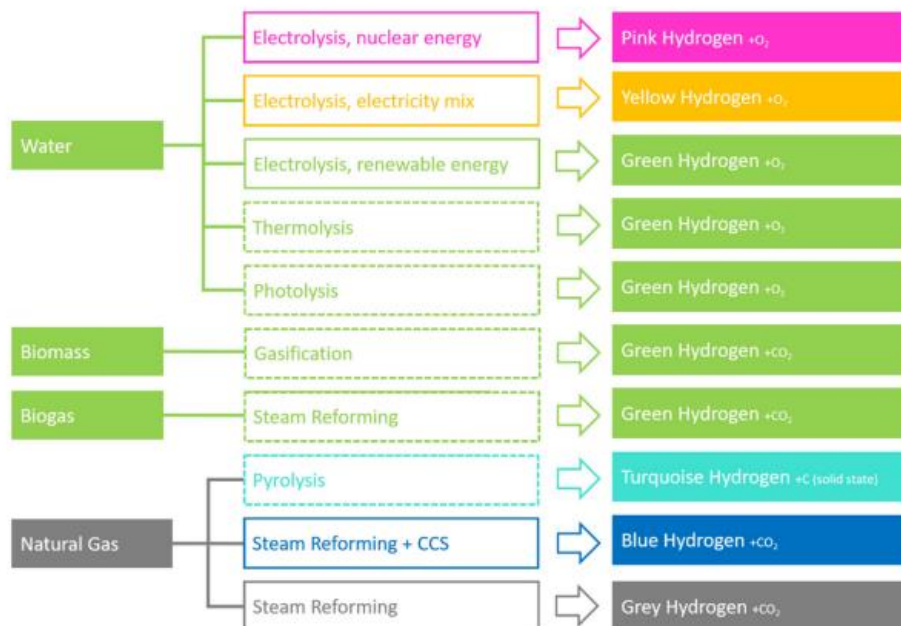 Electrolysis, nuclear energy
Pink Hydrogen +O₂
Electrolysis, electricity mix
Yellow Hydrogen +O₂
Water
Electrolysis, renewable energy
Green Hydrogen +O₂
Thermolysis
Green Hydrogen +O₂
Photolysis
Green Hydrogen +O₂
Biomass
Gasification
Green Hydrogen +CO₂
Biogas
Steam Reforming
Green Hydrogen +CO₂
Pyrolysis
Turquoise Hydrogen +C (solid state)
Natural Gas
Steam Reforming + CCS
Blue Hydrogen +CO₂
Steam Reforming
Grey Hydrogen +CO₂